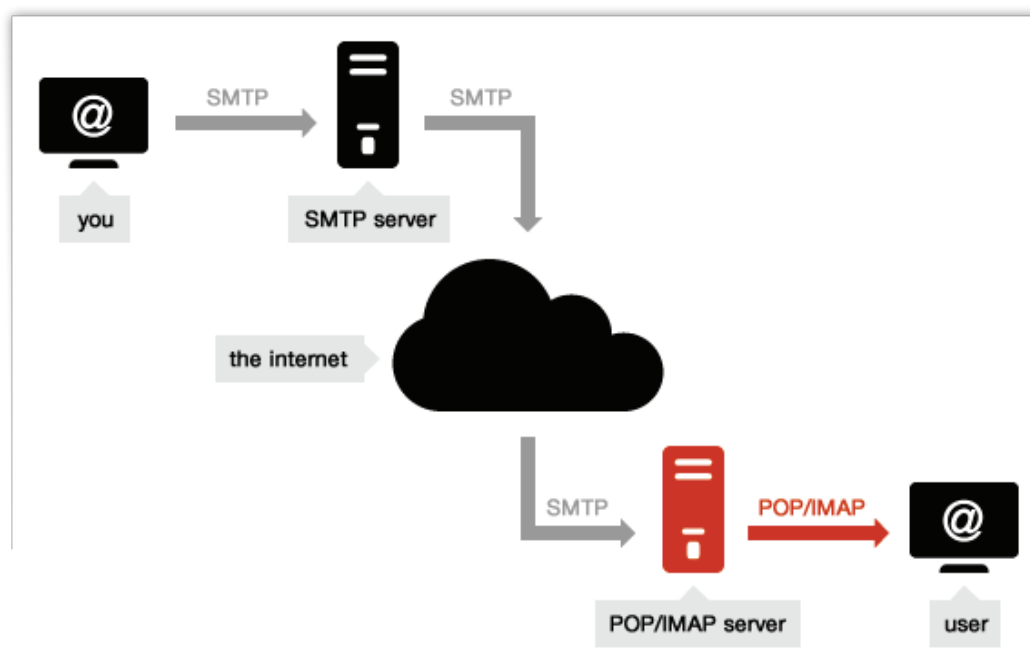 @
SMTP
SMTP
you
SMTP server
the internet
SMTP
POP/IMAP
@
POP/IMAP server
user